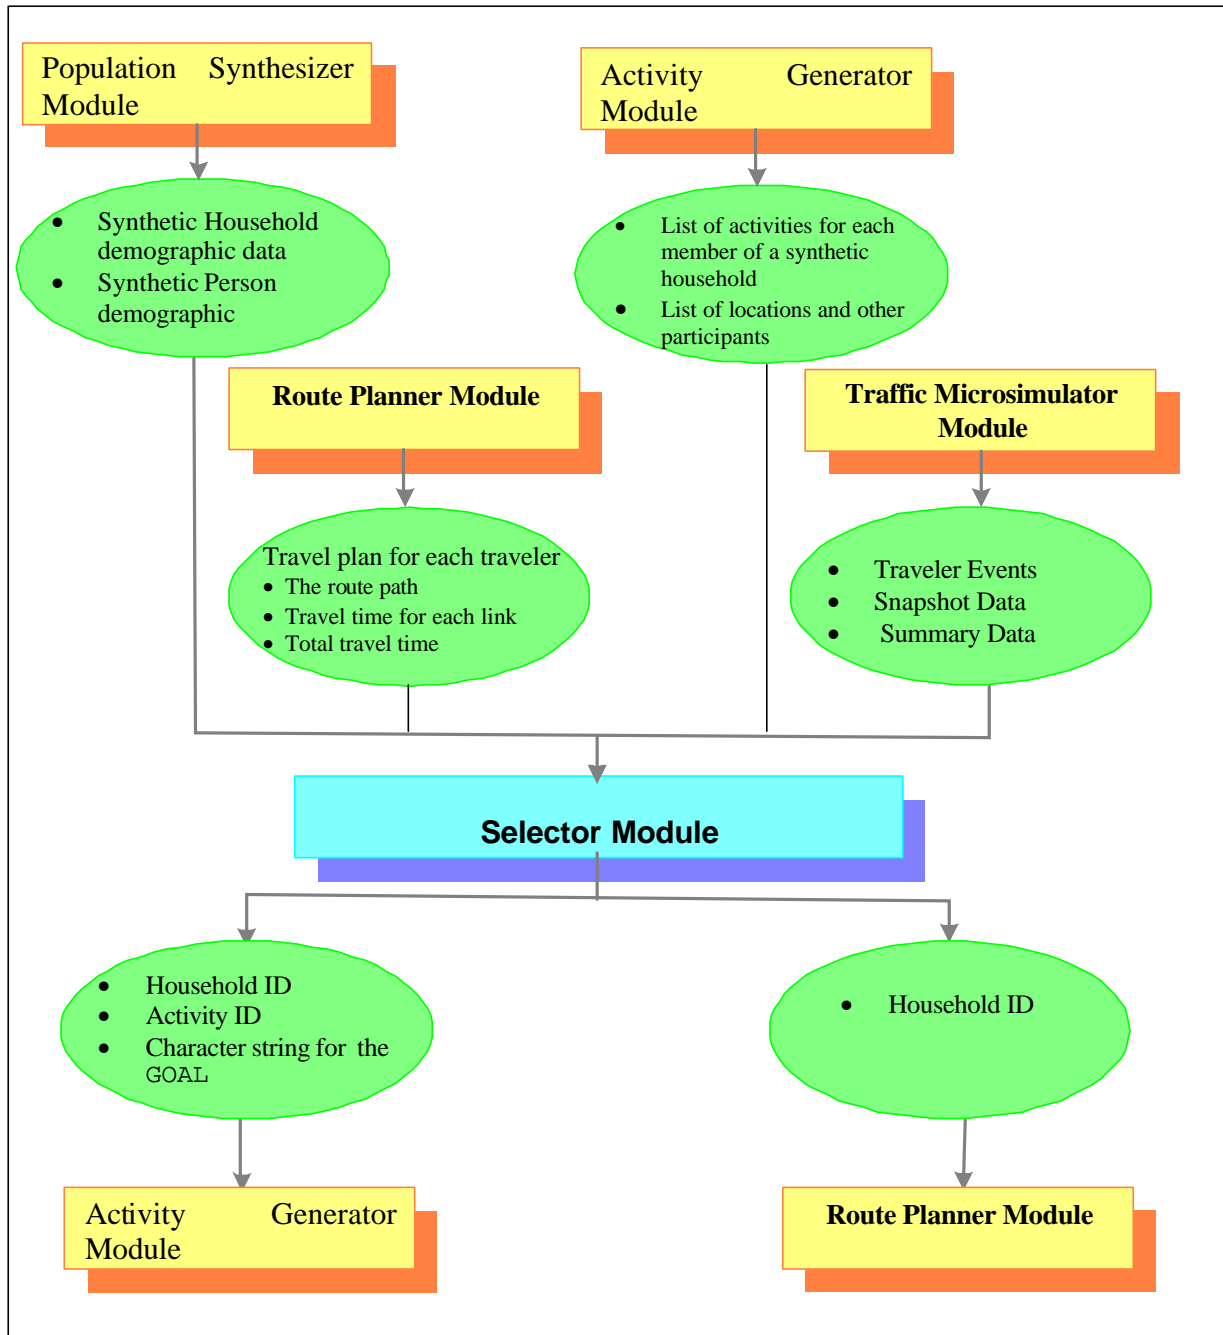 Population Synthesizer
Module
Activity Generator
Module
• Synthetic Household
demographic data
• Synthetic Person
demographic
• List of activities for each
member of a synthetic
household
• List of locations and other
participants
Route Planner Module
Traffic Microsimulator
Module
Travel plan for each traveler
• The route path
• Travel time for each link
• Total travel time
• Traveler Events
• Snapshot Data
• Summary Data
Selector Module
• Household ID
• Activity ID
• Character string for the
GOAL
• Household ID
Activity Generator
Module
Route Planner Module